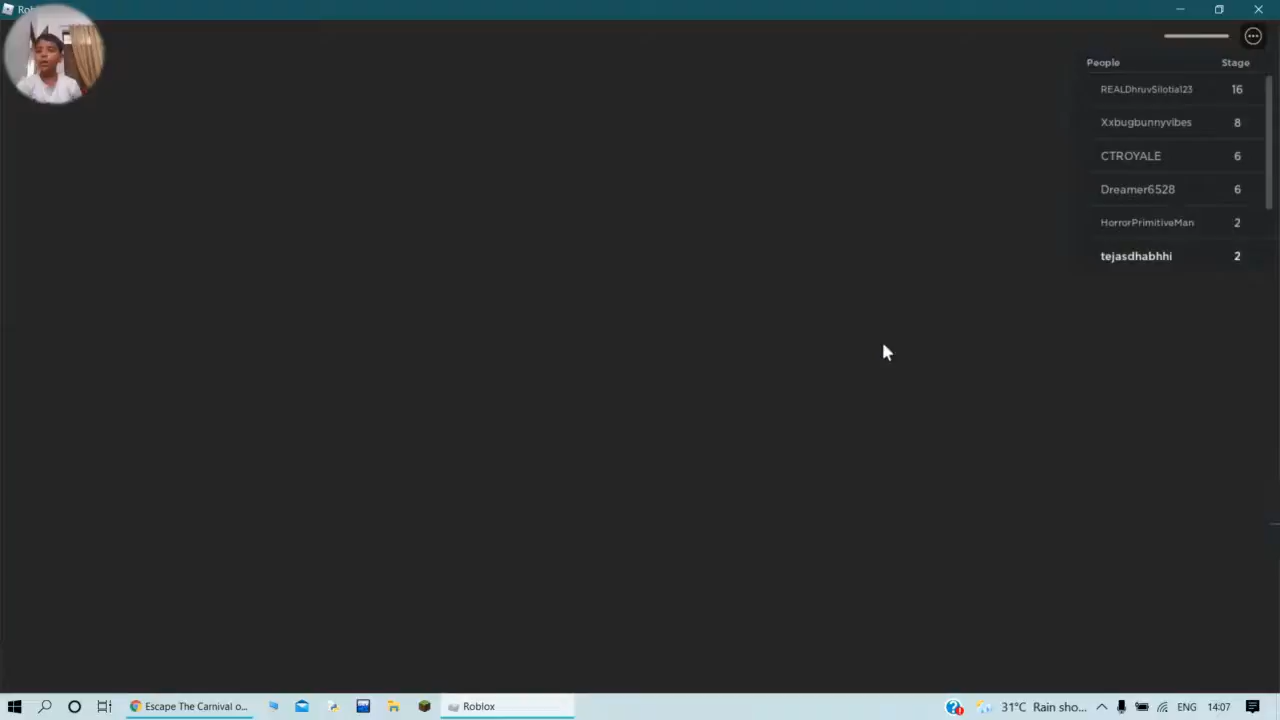 People Stage
REALDhruvSilotia123 16
Xxbugbunnyvibes 8
CTROYALE 6
Dreamer6528 6
HorrorPrimitiveMan 2
tejasdhabhhi 2
Escape The Carnival o... Roblox 31°C Rain sho... ENG 14:07